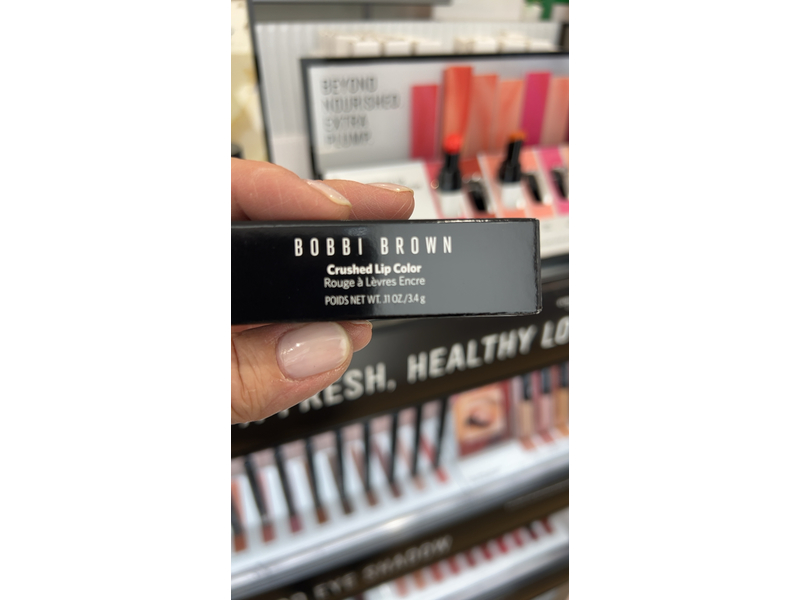 BEYOND
NOURISHED.
EXTRA
PLUMP
BOBBI BROWN
Crushed Lip Color
Rouge à Lèvres Encre
POIDS NET WT. .11 OZ./3.4 g
FRESH, HEALTHY LO
EYE SHADOW